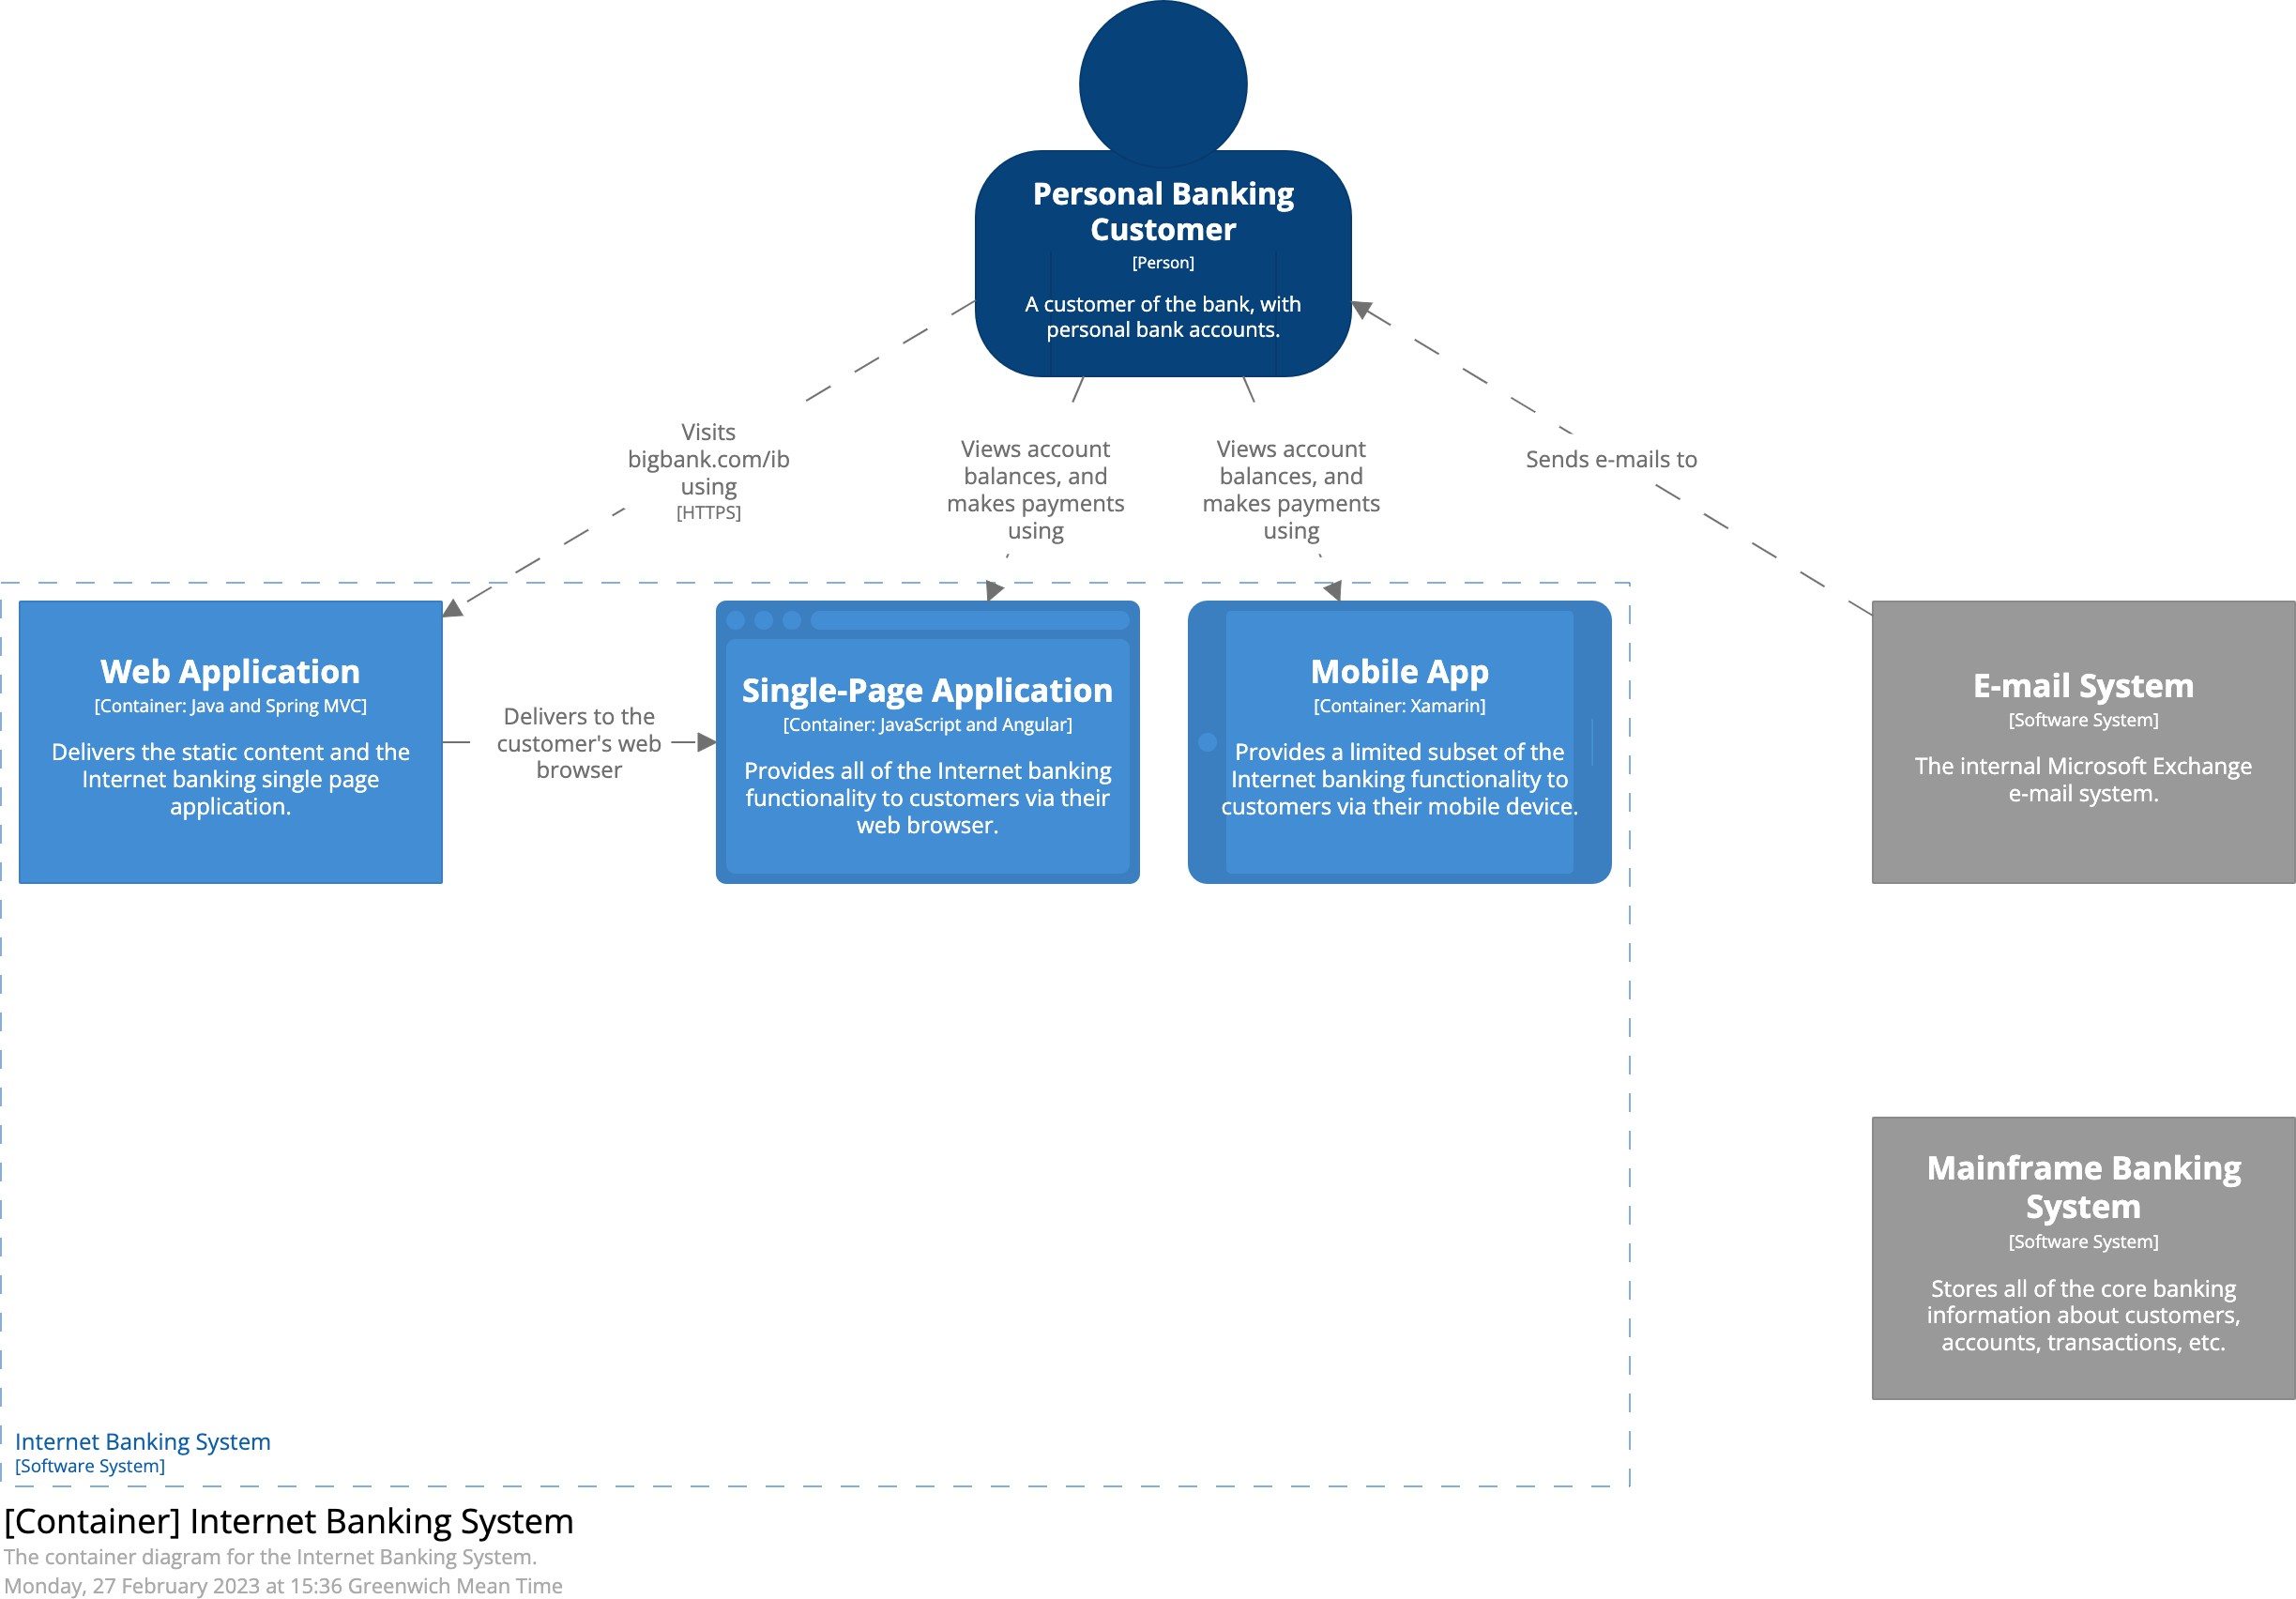 Personal Banking
Customer
[Person]
A customer of the bank, with
personal bank accounts.
Visits
bigbank.com/ib
using
[HTTPS]
Views account
balances, and
makes payments
using
Views account
balances, and
makes payments
using
Sends e-mails to
Web Application
[Container: Java and Spring MVC]
Delivers the static content and the
Internet banking single page
application.
Delivers to the
customer's web
browser
Single-Page Application
[Container: JavaScript and Angular]
Provides all of the Internet banking
functionality to customers via their
web browser.
Mobile App
[Container: Xamarin]
Provides a limited subset of the
Internet banking functionality to
customers via their mobile device.
E-mail System
[Software System]
The internal Microsoft Exchange
e-mail system.
Mainframe Banking
System
[Software System]
Stores all of the core banking
information about customers,
accounts, transactions, etc.
Internet Banking System
[Software System]
[Container] Internet Banking System
The container diagram for the Internet Banking System.
Monday, 27 February 2023 at 15:36 Greenwich Mean Time